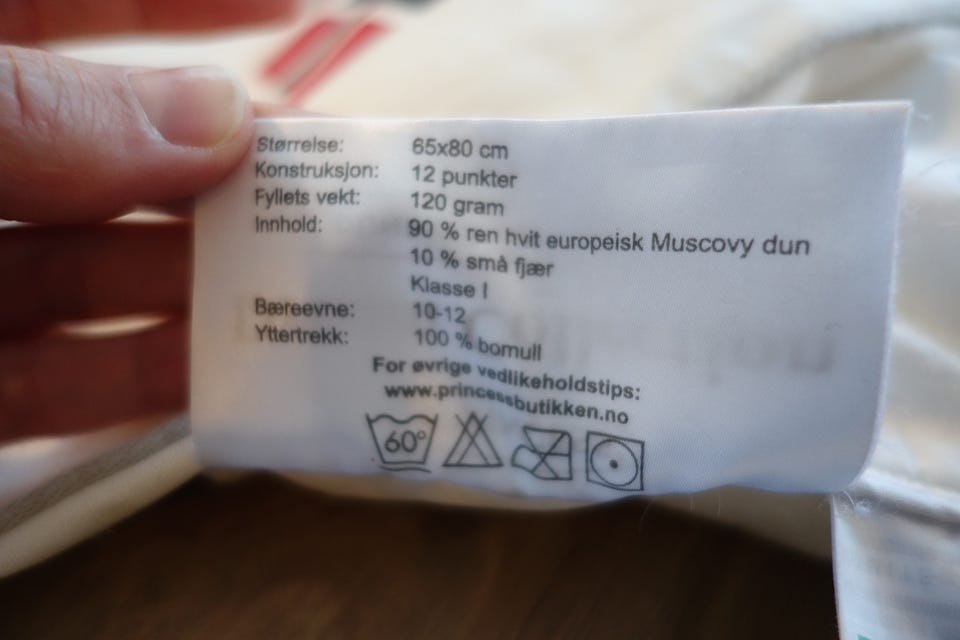 Størrelse: 65x80 cm
Konstruksjon: 12 punkter
Fyllets vekt: 120 gram
Innhold: 90 % ren hvit europeisk Muscovy dun
10 % små fjær
Klasse I
Bæreevne: 10-12
Yttertrekk: 100 % bomull
For øvrige vedlikeholdstips:
www.princessbutikken.no
60°